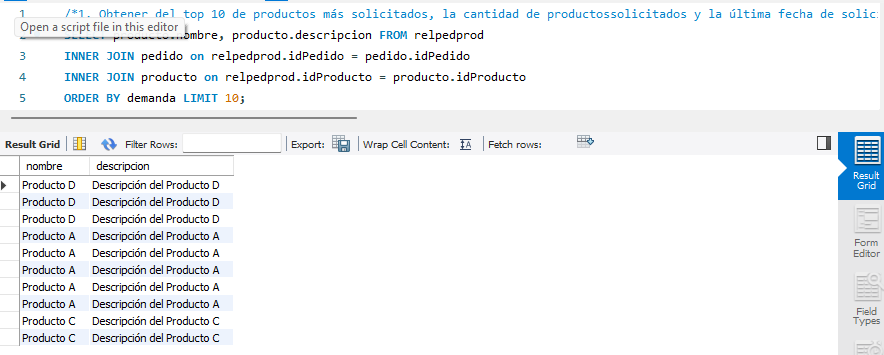 1 /*1. Obtener del top 10 de productos más solicitados, la cantidad de productossolicitados y la última fecha de solici
Open a script file in this editor
nombre, producto.descripcion FROM relpedprod
3 INNER JOIN pedido on relpedprod.idPedido = pedido.idPedido
4 INNER JOIN producto on relpedprod.idProducto = producto.idProducto
5 ORDER BY demanda LIMIT 10;
Result Grid Filter Rows: Export: Wrap Cell Content: IA Fetch rows:
nombre descripcion
Producto D Descripción del Producto D
Producto D Descripción del Producto D
Producto D Descripción del Producto D
Producto A Descripción del Producto A
Producto A Descripción del Producto A
Producto A Descripción del Producto A
Producto A Descripción del Producto A
Producto A Descripción del Producto A
Producto C Descripción del Producto C
Producto C Descripción del Producto C
Result
Grid
Form
Editor
Field
Types